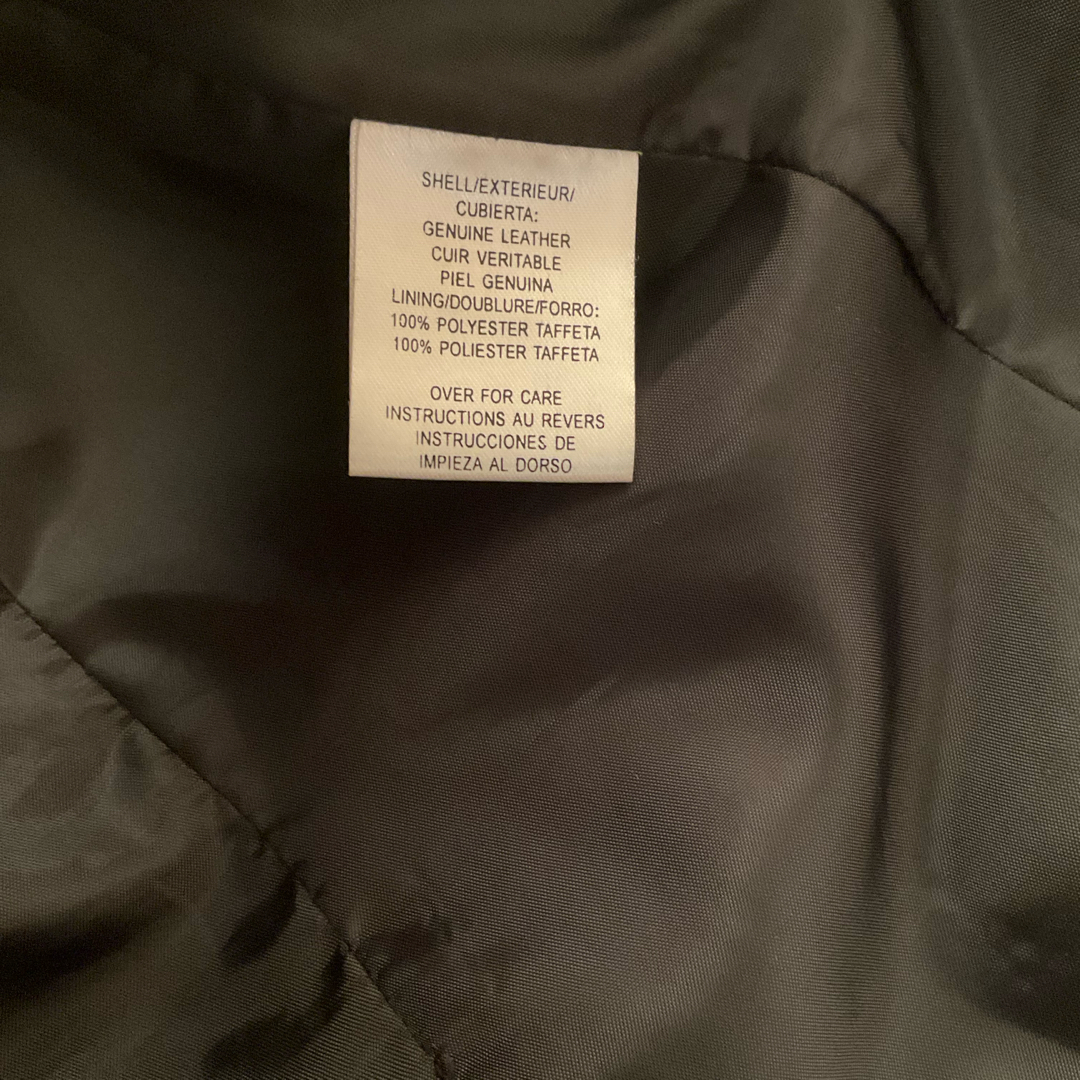 SHELL/EXTERIEUR/
CUBIERTA:
GENUINE LEATHER
CUIR VERITABLE
PIEL GENUINA
LINING/DOUBLURE/FORRO:
100% POLYESTER TAFFETA
100% POLIESTER TAFFETA
OVER FOR CARE
INSTRUCTIONS AU REVERS
INSTRUCCIONES DE
IMPIEZA AL DORSO